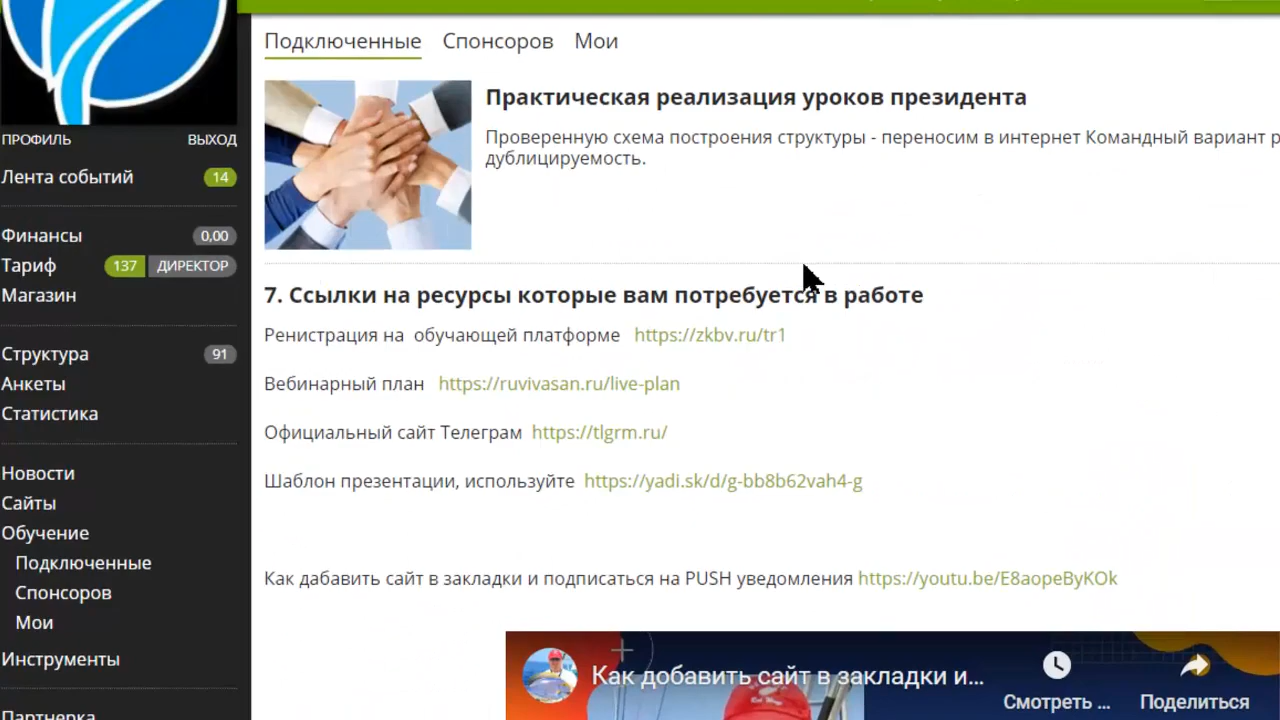 Подключенные Спонсоров Мои
Практическая реализация уроков президента
Проверенную схема построения структуры - переносим в интернет Командный вариант р
дублицируемость.
ПРОФИЛЬ ВЫХОД
Лента событий 14
Финансы 0,00
Тариф 137 ДИРЕКТОР
Магазин
Структура 91
Анкеты
Статистика
Новости
Сайты
Обучение
Подключенные
Спонсоров
Мои
Инструменты
Партнерка
7. Ссылки на ресурсы которые вам потребуется в работе
Ренистрация на обучающей платформе https://zkbv.ru/tr1
Вебинарный план https://ruvivasan.ru/live-plan
Официальный сайт Телеграм https://tlgrm.ru/
Шаблон презентации, используйте https://yadi.sk/d/g-bb8b62vah4-g
Как дабавить сайт в закладки и подписаться на PUSH уведомления https://youtu.be/E8aopeByKOk
Как добавить сайт в закладки и...
Смотреть ...
Поделиться